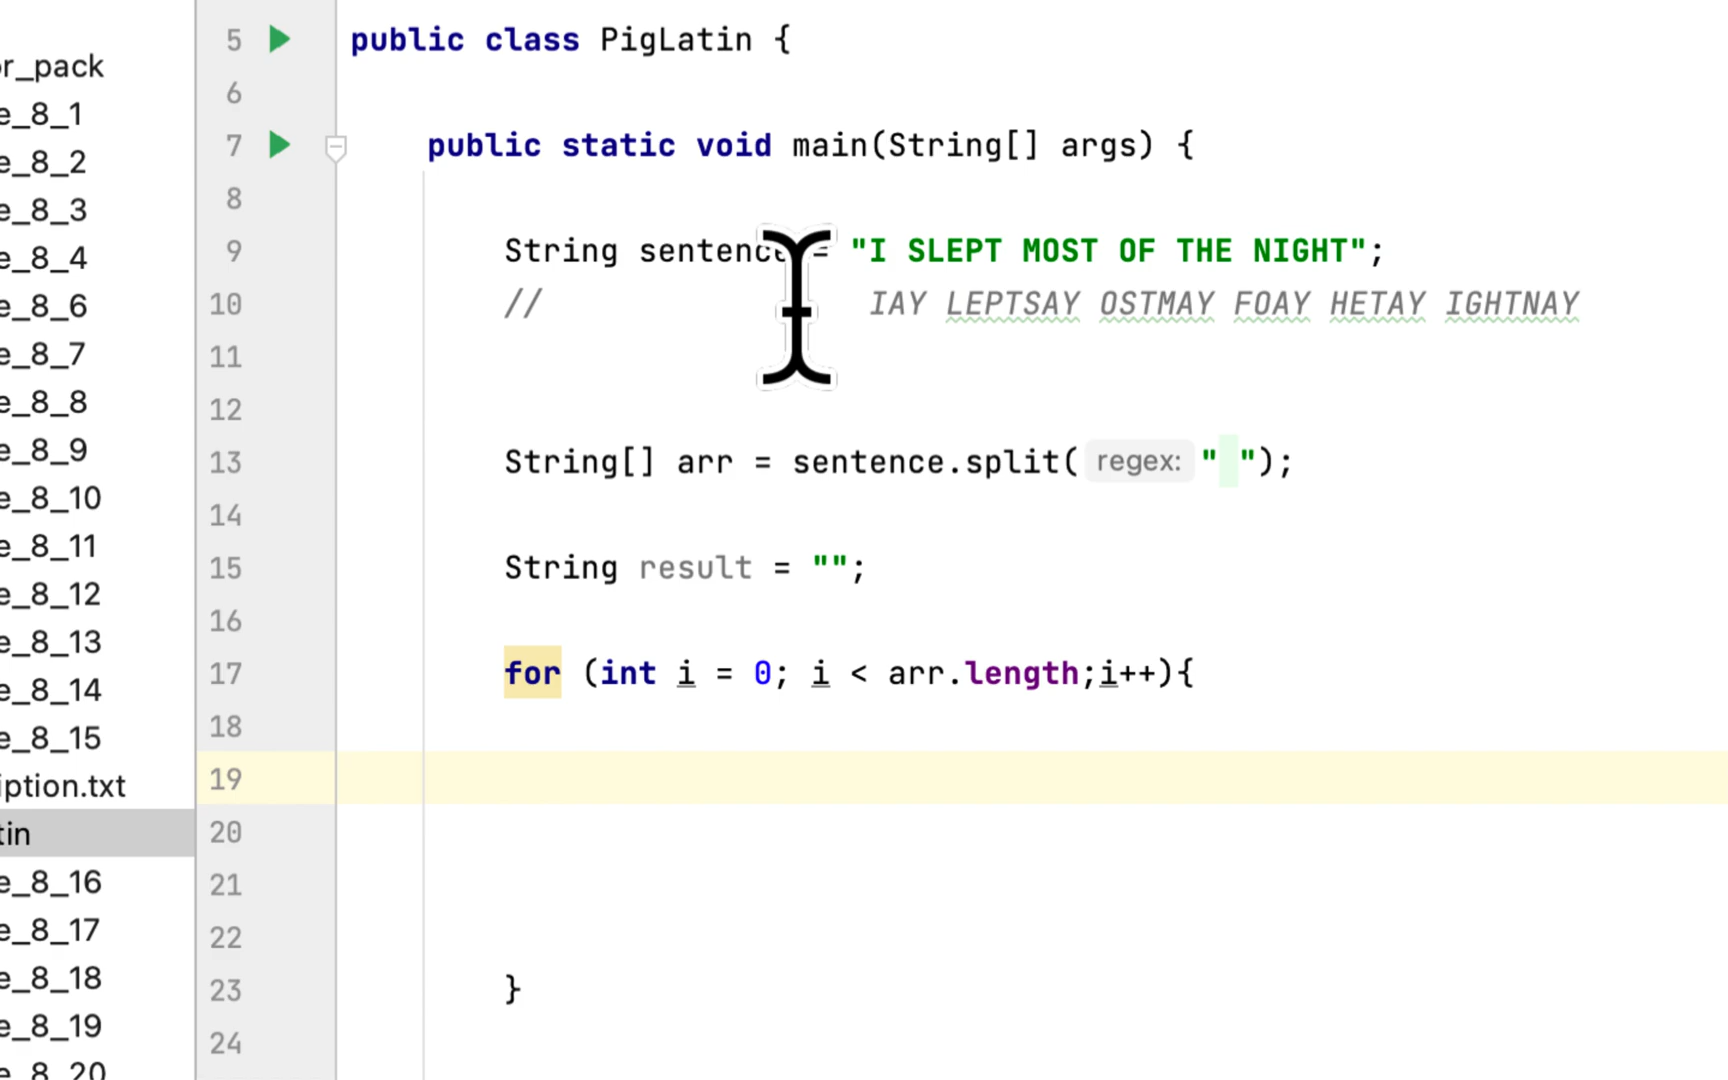 or_pack
e_8_1
e_8_2
e_8_3
e_8_4
e_8_6
e_8_7
e_8_8
e_8_9
e_8_10
e_8_11
e_8_12
e_8_13
e_8_14
e_8_15
iption.txt
tin
e_8_16
e_8_17
e_8_18
e_8_19
e_8_20
5 public class PigLatin {
6
7 public static void main(String[] args) {
8
9 String sentence = "I SLEPT MOST OF THE NIGHT";
10 // IAY LEPTSAY OSTMAY FOAY HETAY IGHTNAY
11
12
13 String[] arr = sentence.split( regex: " ");
14
15 String result = "";
16
17 for (int i = 0; i < arr.length;i++){
18
19
20
21
22
23 }
24